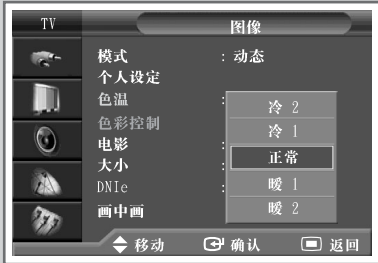 TV 图像
模式 : 动态
个人设定
色温 :
色彩控制
电影 :
大小 :
DNIe :
画中画
冷 2
冷 1
正常
暖 1
暖 2
移动 确认 返回